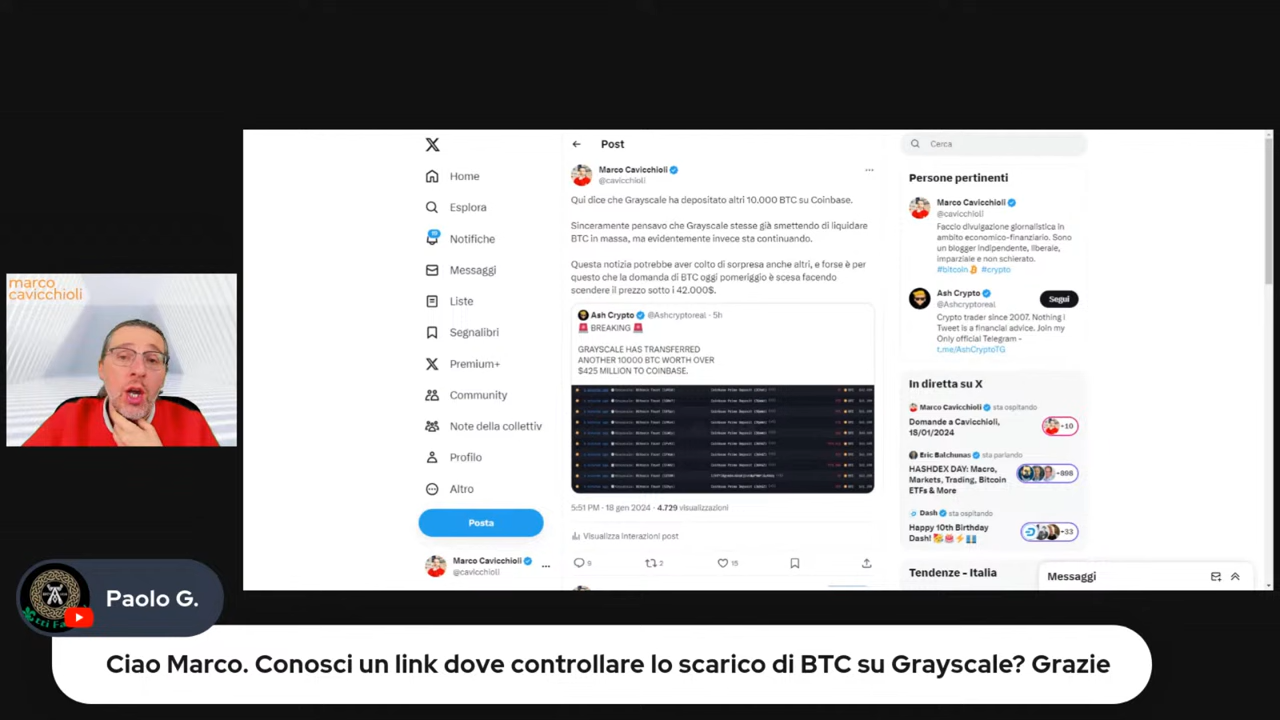 marco
cavicchioli
Home
Esplora
Notifiche
Messaggi
Liste
Segnalibri
Premium+
Community
Note della collettiv
Profilo
Altro
Posta
Marco Cavicchioli
@cavicchioli
Post
Marco Cavicchioli
@cavicchioli
Qui dice che Grayscale ha depositato altri 10.000 BTC su Coinbase.
Sinceramente pensavo che Grayscale stesse già smettendo di liquidare
BTC in massa, ma evidentemente invece sta continuando.
Questa notizia potrebbe aver colto di sorpresa anche altri, e forse è per
questo che la domanda di BTC oggi pomeriggio è scesa facendo
scendere il prezzo sotto i 42.000$.
Ash Crypto @Ashcryptoreal · 5h
🚨 BREAKING 🚨
GRAYSCALE HAS TRANSFERRED
ANOTHER 10000 BTC WORTH OVER
$425 MILLION TO COINBASE.
5:51 PM · 18 gen 2024 · 4.729 visualizzazioni
Visualizza interazioni post
9 2 15
Cerca
Persone pertinenti
Marco Cavicchioli
@cavicchioli
Faccio divulgazione giornalistica in
ambito economico-finanziario. Sono
un blogger indipendente, liberale,
imparziale e non schierato.
#bitcoin #crypto
Ash Crypto
@Ashcryptoreal
Segui
Crypto trader since 2007. Nothing I
Tweet is a financial advice. Join my
Only official Telegram -
t.me/AshCryptoTG
In diretta su X
Marco Cavicchioli sta ospitando
Domande a Cavicchioli,
18/01/2024
+10
Eric Balchunas sta parlando
HASHDEX DAY: Macro,
Markets, Trading, Bitcoin
ETFs & More
+898
Dash sta ospitando
Happy 10th Birthday
Dash!
+33
Tendenze - Italia
Messaggi
Paolo G.
Ciao Marco. Conosci un link dove controllare lo scarico di BTC su Grayscale? Grazie